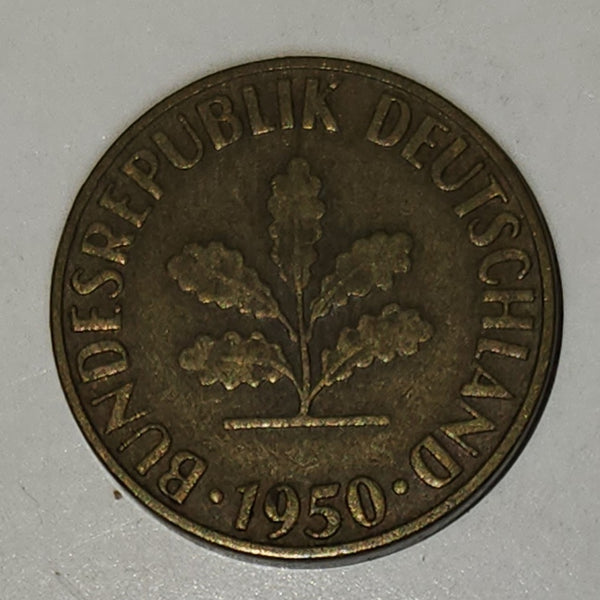 BUNDESREPUBLIK DEUTSCHLAND
· 1950 ·